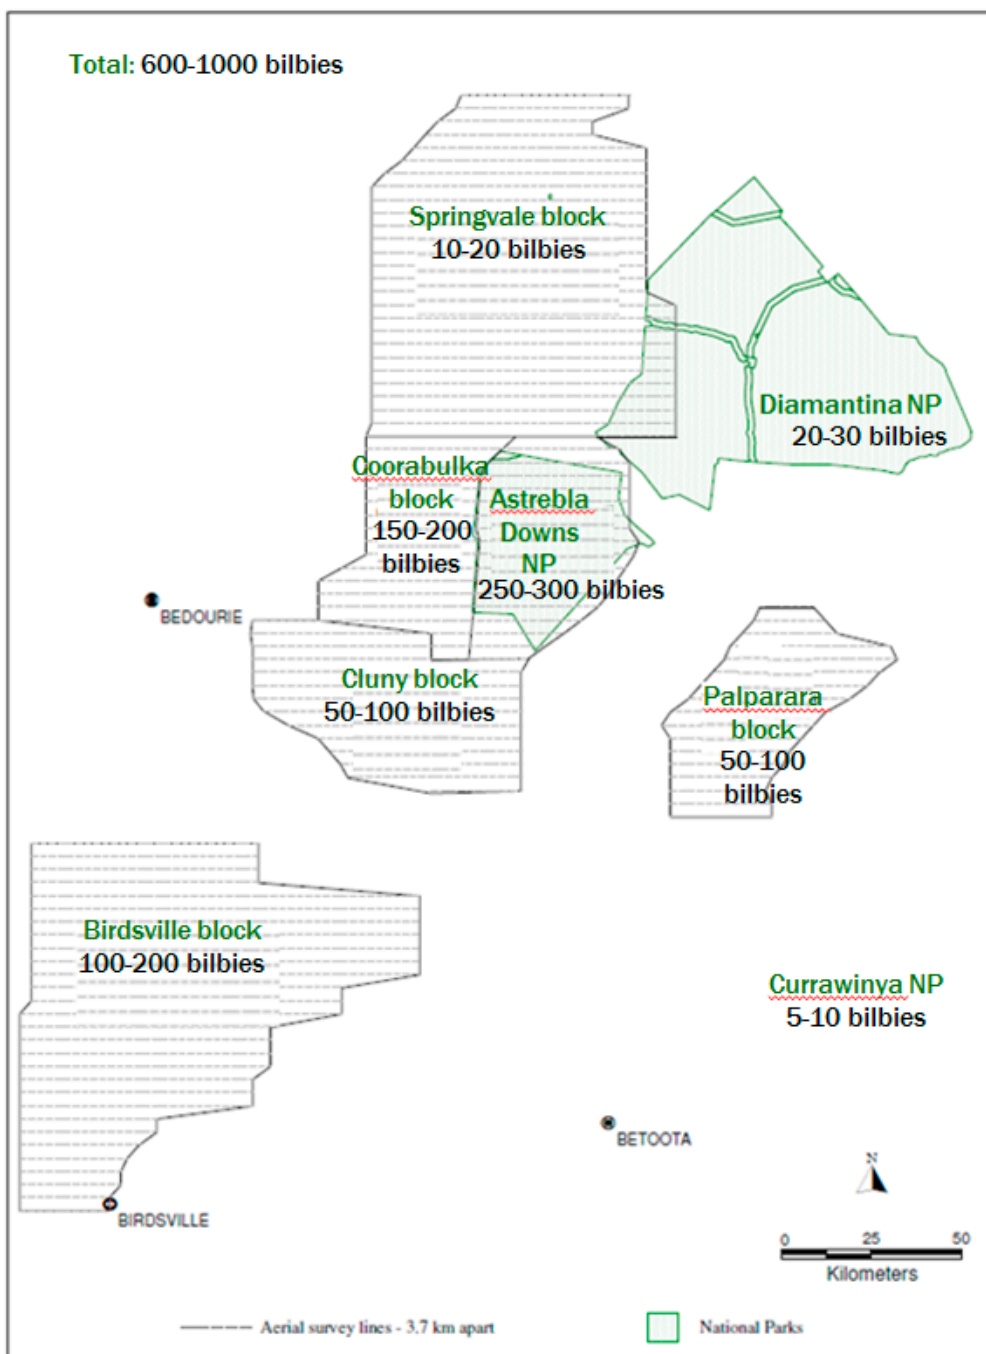 Total: 600-1000 bilbies
Springvale block
10-20 bilbies
Diamantina NP
20-30 bilbies
Coorabulka
block
150-200
bilbies
Astrebla
Downs
NP
250-300 bilbies
BEDOURIE
Cluny block
50-100 bilbies
Palparara
block
50-100
bilbies
Birdsville block
100-200 bilbies
Currawinya NP
5-10 bilbies
BETOOTA
BIRDSVILLE
N
0 25 50
Kilometers
Aerial survey lines - 3.7 km apart
National Parks